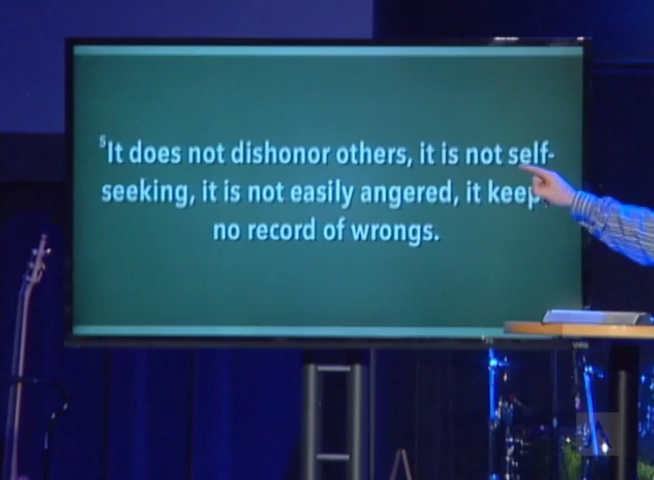 ⁵It does not dishonor others, it is not self-
seeking, it is not easily angered, it keep
no record of wrongs.